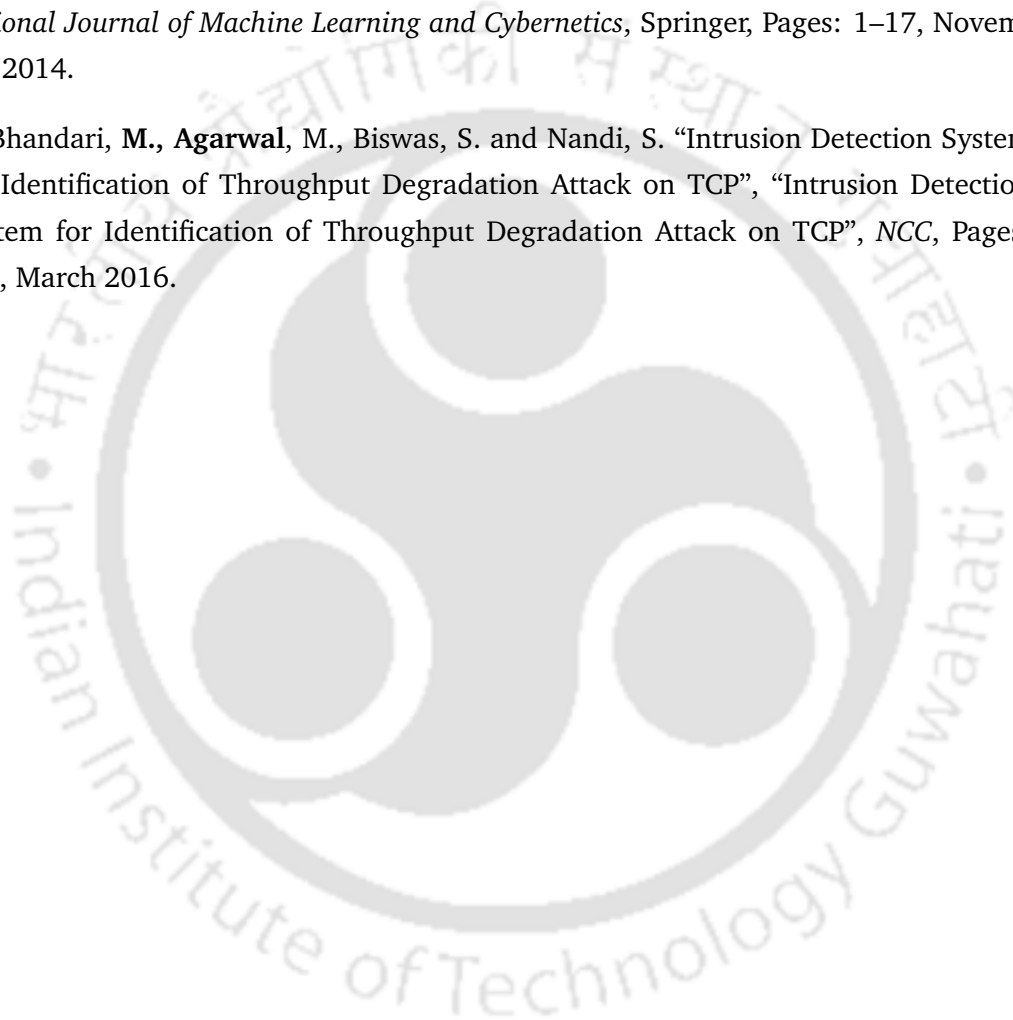 ional Journal of Machine Learning and Cybernetics, Springer, Pages: 1–17, Novem
2014.
Bhandari, M., Agarwal, M., Biswas, S. and Nandi, S. “Intrusion Detection System
Identification of Throughput Degradation Attack on TCP”, “Intrusion Detectio
tem for Identification of Throughput Degradation Attack on TCP”, NCC, Pages
, March 2016.
• Indian Institute of Technology Guwahati •